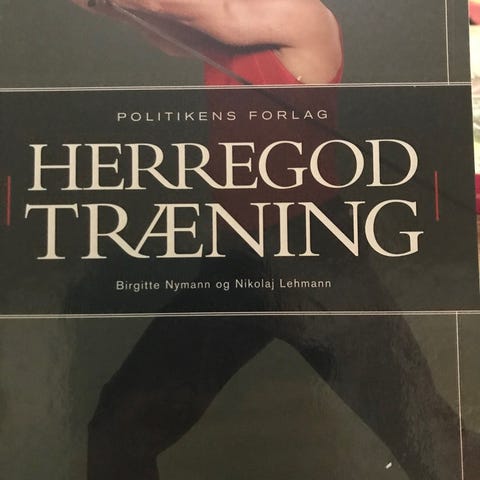 POLITIKENS FORLAG
HERREGOD
TRÆNING
Birgitte Nymann og Nikolaj Lehmann